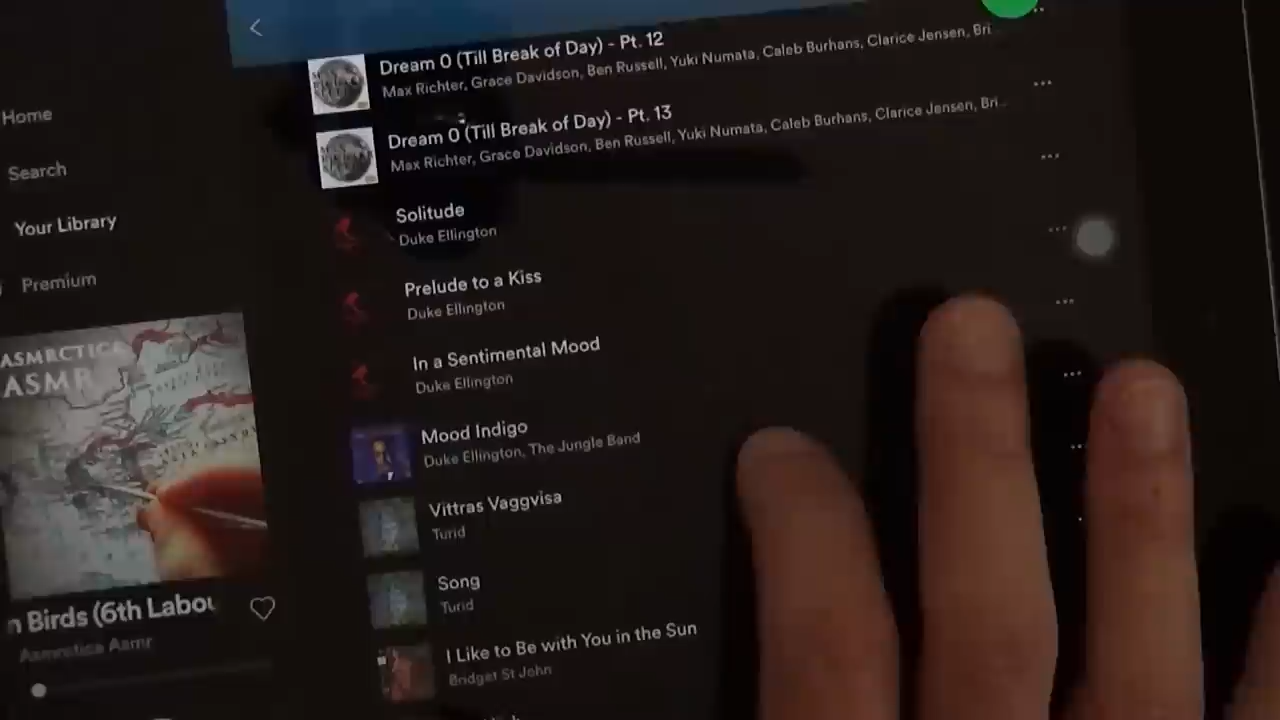 Home
Search
Your Library
Premium
ASMRCTICA
ASMR
n Birds (6th Labou
Asmrctica Asmr
Dream 0 (Till Break of Day) - Pt. 12
Max Richter, Grace Davidson, Ben Russell, Yuki Numata, Caleb Burhans, Clarice Jensen, Bri...
Dream 0 (Till Break of Day) - Pt. 13
Max Richter, Grace Davidson, Ben Russell, Yuki Numata, Caleb Burhans, Clarice Jensen, Bri...
Solitude
Duke Ellington
Prelude to a Kiss
Duke Ellington
In a Sentimental Mood
Duke Ellington
Mood Indigo
Duke Ellington, The Jungle Band
Vittras Vaggvisa
Turid
Song
Turid
I Like to Be with You in the Sun
Bridget St John